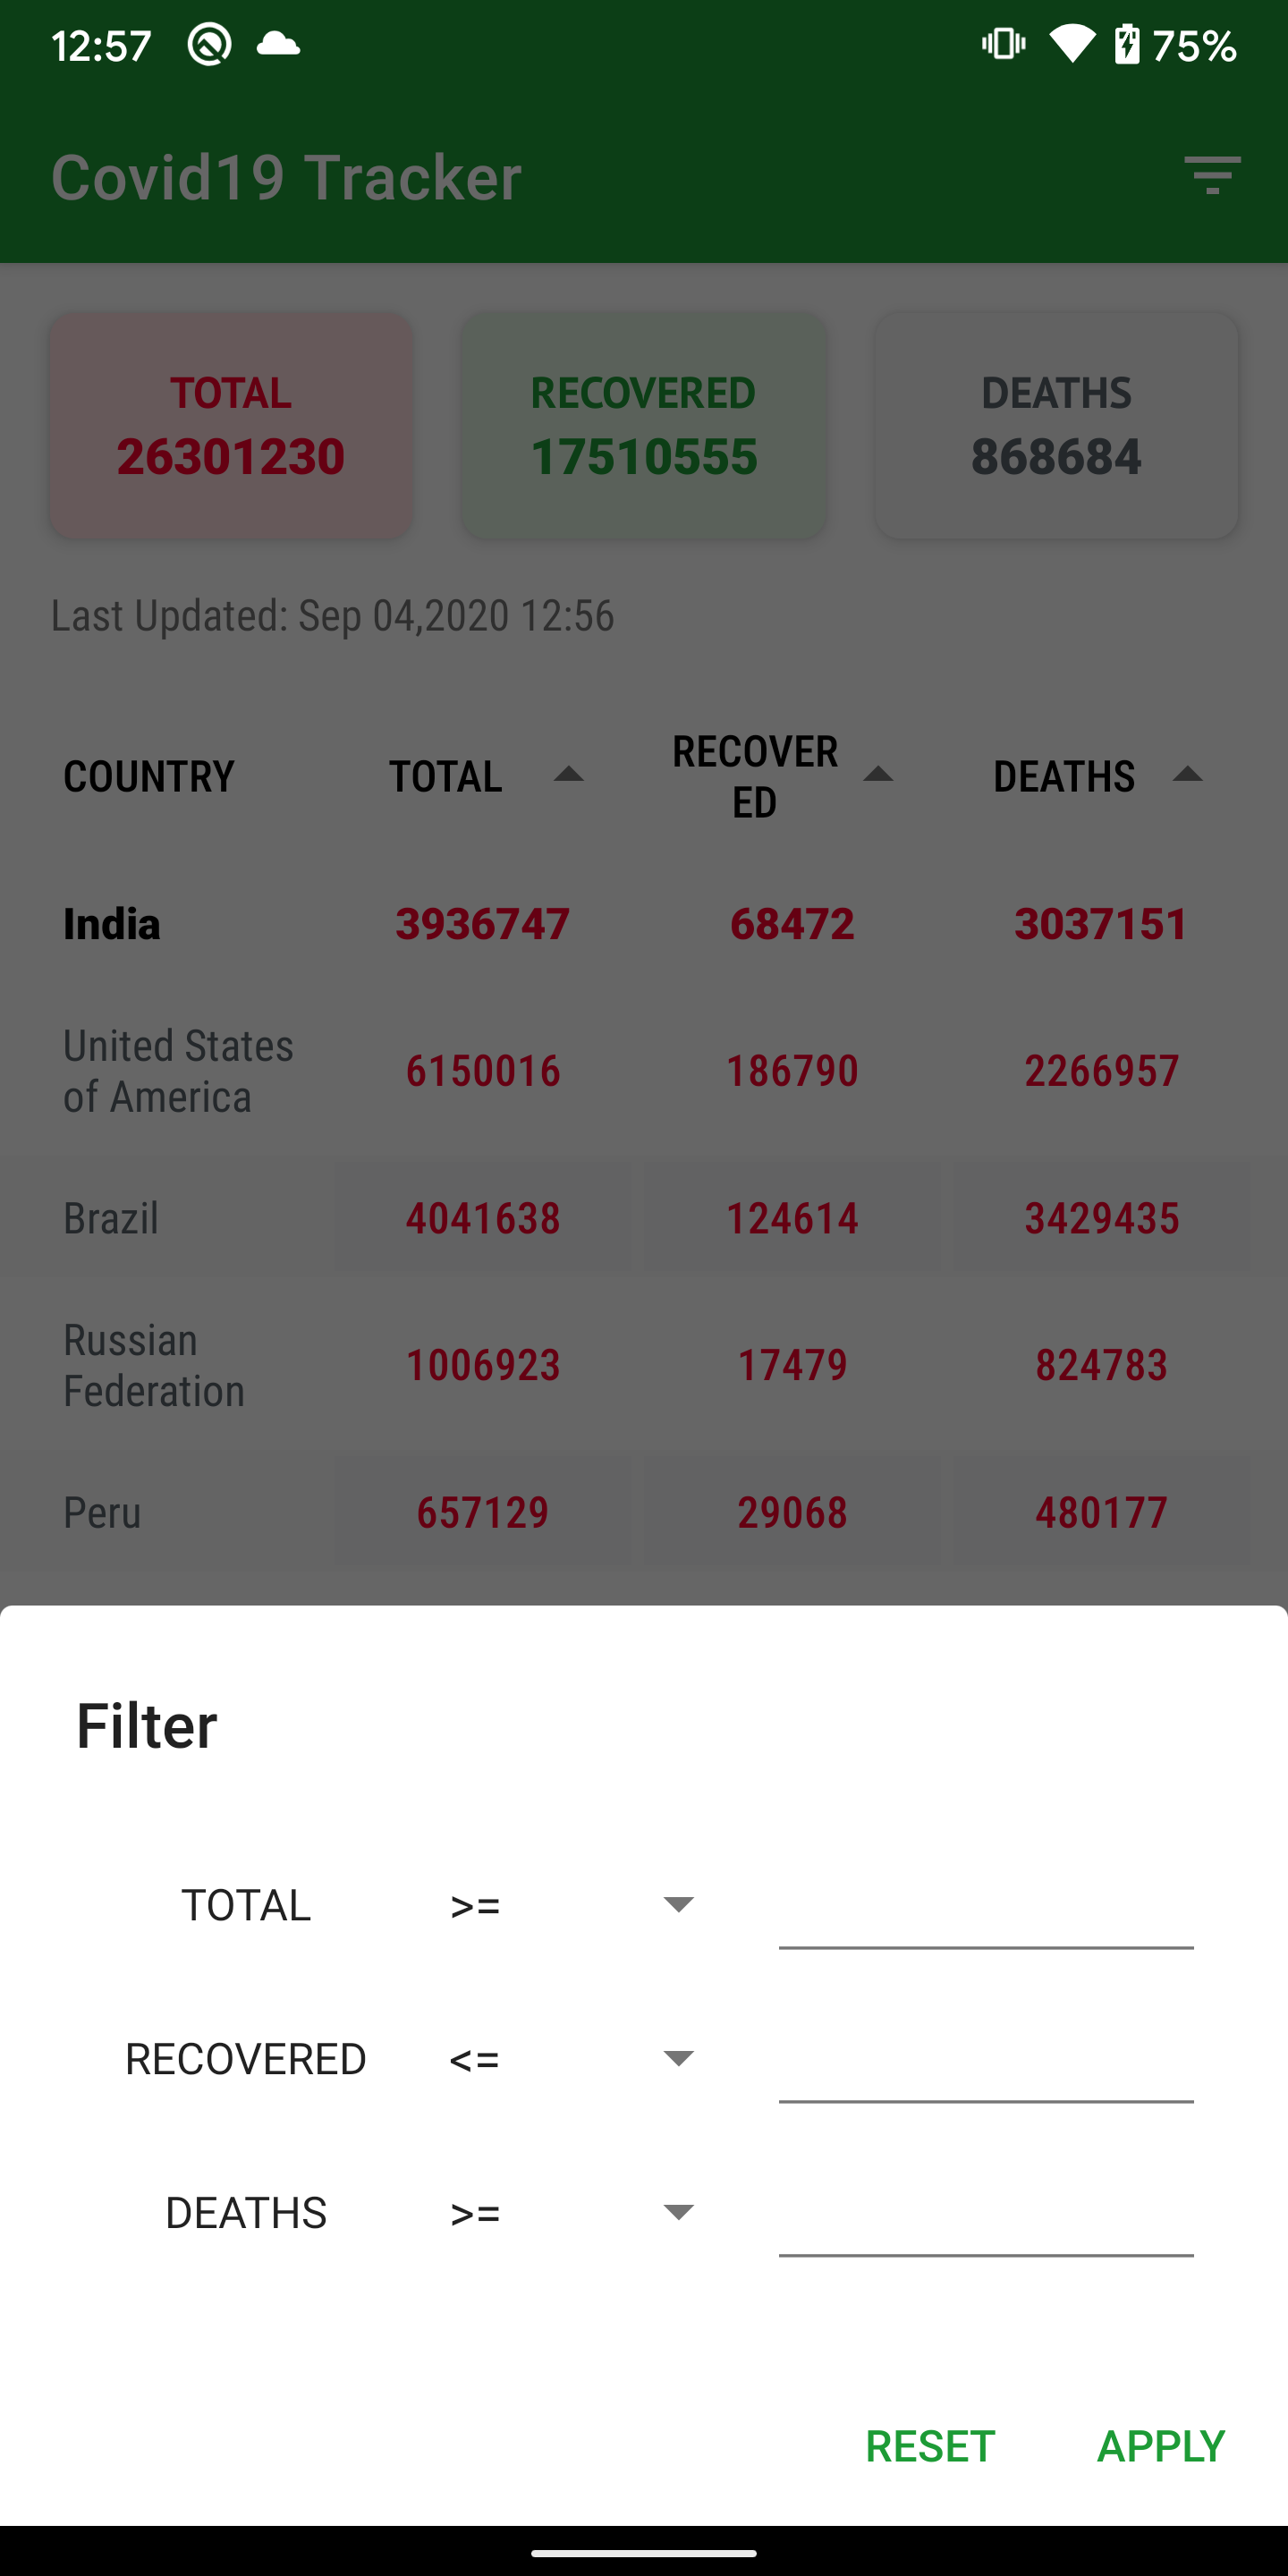 12:57 75%
Covid19 Tracker
TOTAL RECOVERED DEATHS
26301230 17510555 868684
Last Updated: Sep 04,2020 12:56
COUNTRY TOTAL RECOVER
ED DEATHS
India 3936747 68472 3037151
United States
of America 6150016 186790 2266957
Brazil 4041638 124614 3429435
Russian
Federation 1006923 17479 824783
Peru 657129 29068 480177
Filter
TOTAL >=
RECOVERED <=
DEATHS >=
RESET APPLY